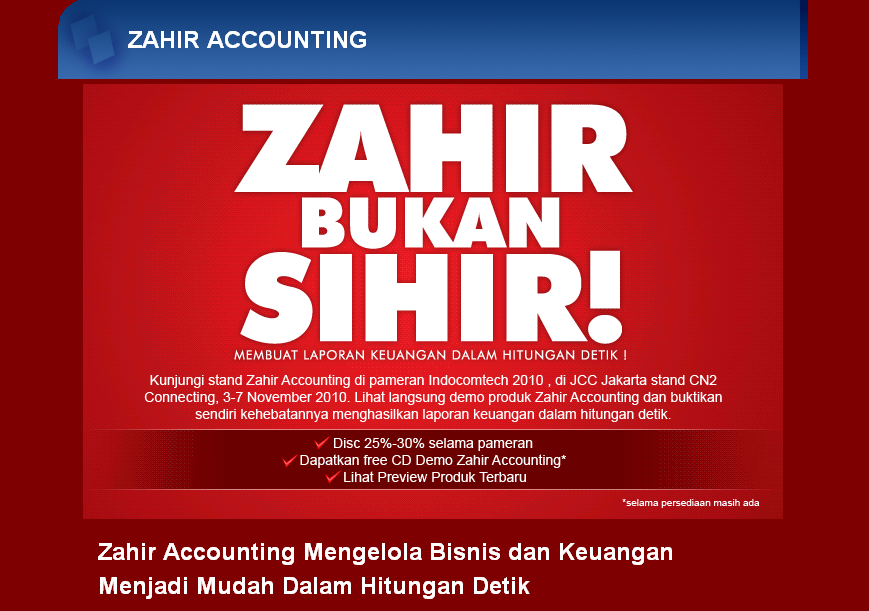 ZAHIR ACCOUNTING
ZAHIR
BUKAN
SIHIR!
MEMBUAT LAPORAN KEUANGAN DALAM HITUNGAN DETIK !
Kunjungi stand Zahir Accounting di pameran Indocomtech 2010 , di JCC Jakarta stand CN2
Connecting, 3-7 November 2010. Lihat langsung demo produk Zahir Accounting dan buktikan
sendiri kehebatannya menghasilkan laporan keuangan dalam hitungan detik.
Disc 25%-30% selama pameran
Dapatkan free CD Demo Zahir Accounting*
Lihat Preview Produk Terbaru
*selama persediaan masih ada
Zahir Accounting Mengelola Bisnis dan Keuangan
Menjadi Mudah Dalam Hitungan Detik